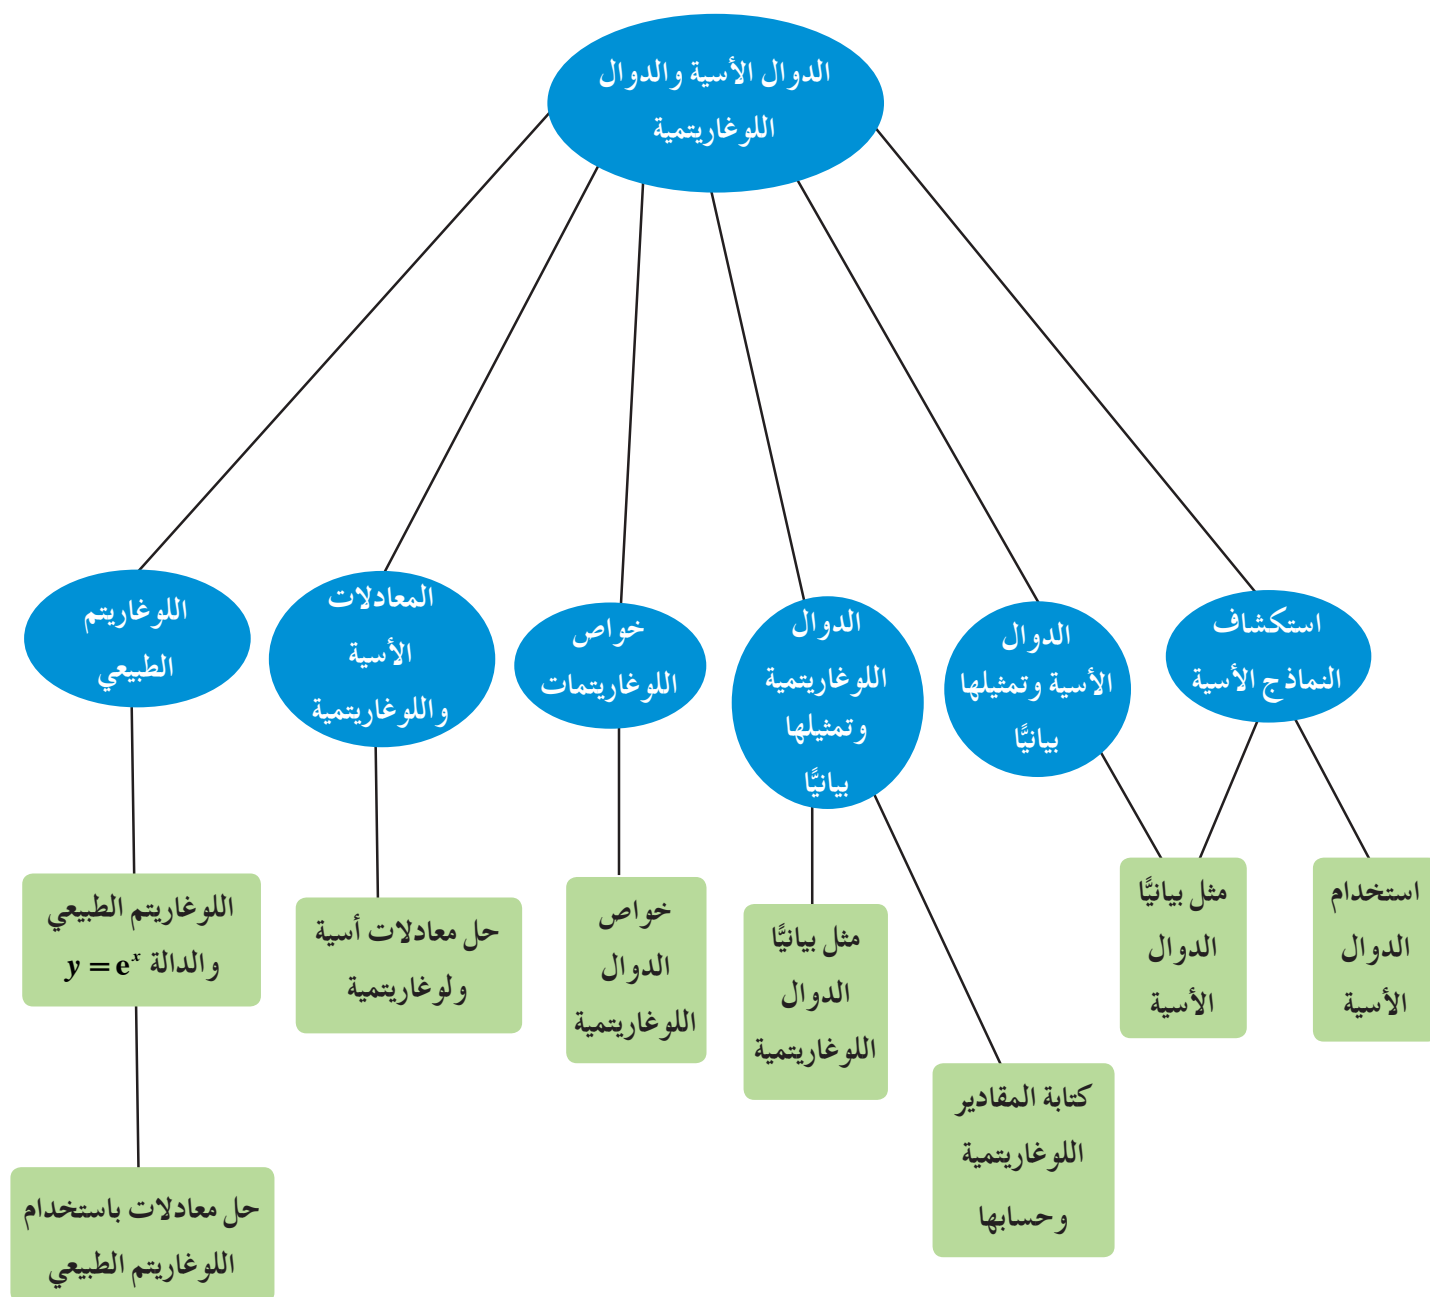 الدوال الأسية والدوال
اللوغاريتمية
استكشاف
النماذج الأسية
الدوال
الأسية وتمثيلها
بيانيًّا
الدوال
اللوغاريتمية
وتمثيلها
بيانيًّا
خواص
اللوغاريتمات
المعادلات
الأسية
واللوغاريتمية
اللوغاريتم
الطبيعي
استخدام
الدوال
الأسية
مثل بيانيًّا
الدوال
الأسية
كتابة المقادير
اللوغاريتمية
وحسابها
مثل بيانيًّا
الدوال
اللوغاريتمية
خواص
الدوال
اللوغاريتمية
حل معادلات أسية
ولوغاريتمية
اللوغاريتم الطبيعي
والدالة y = eˣ
حل معادلات باستخدام
اللوغاريتم الطبيعي